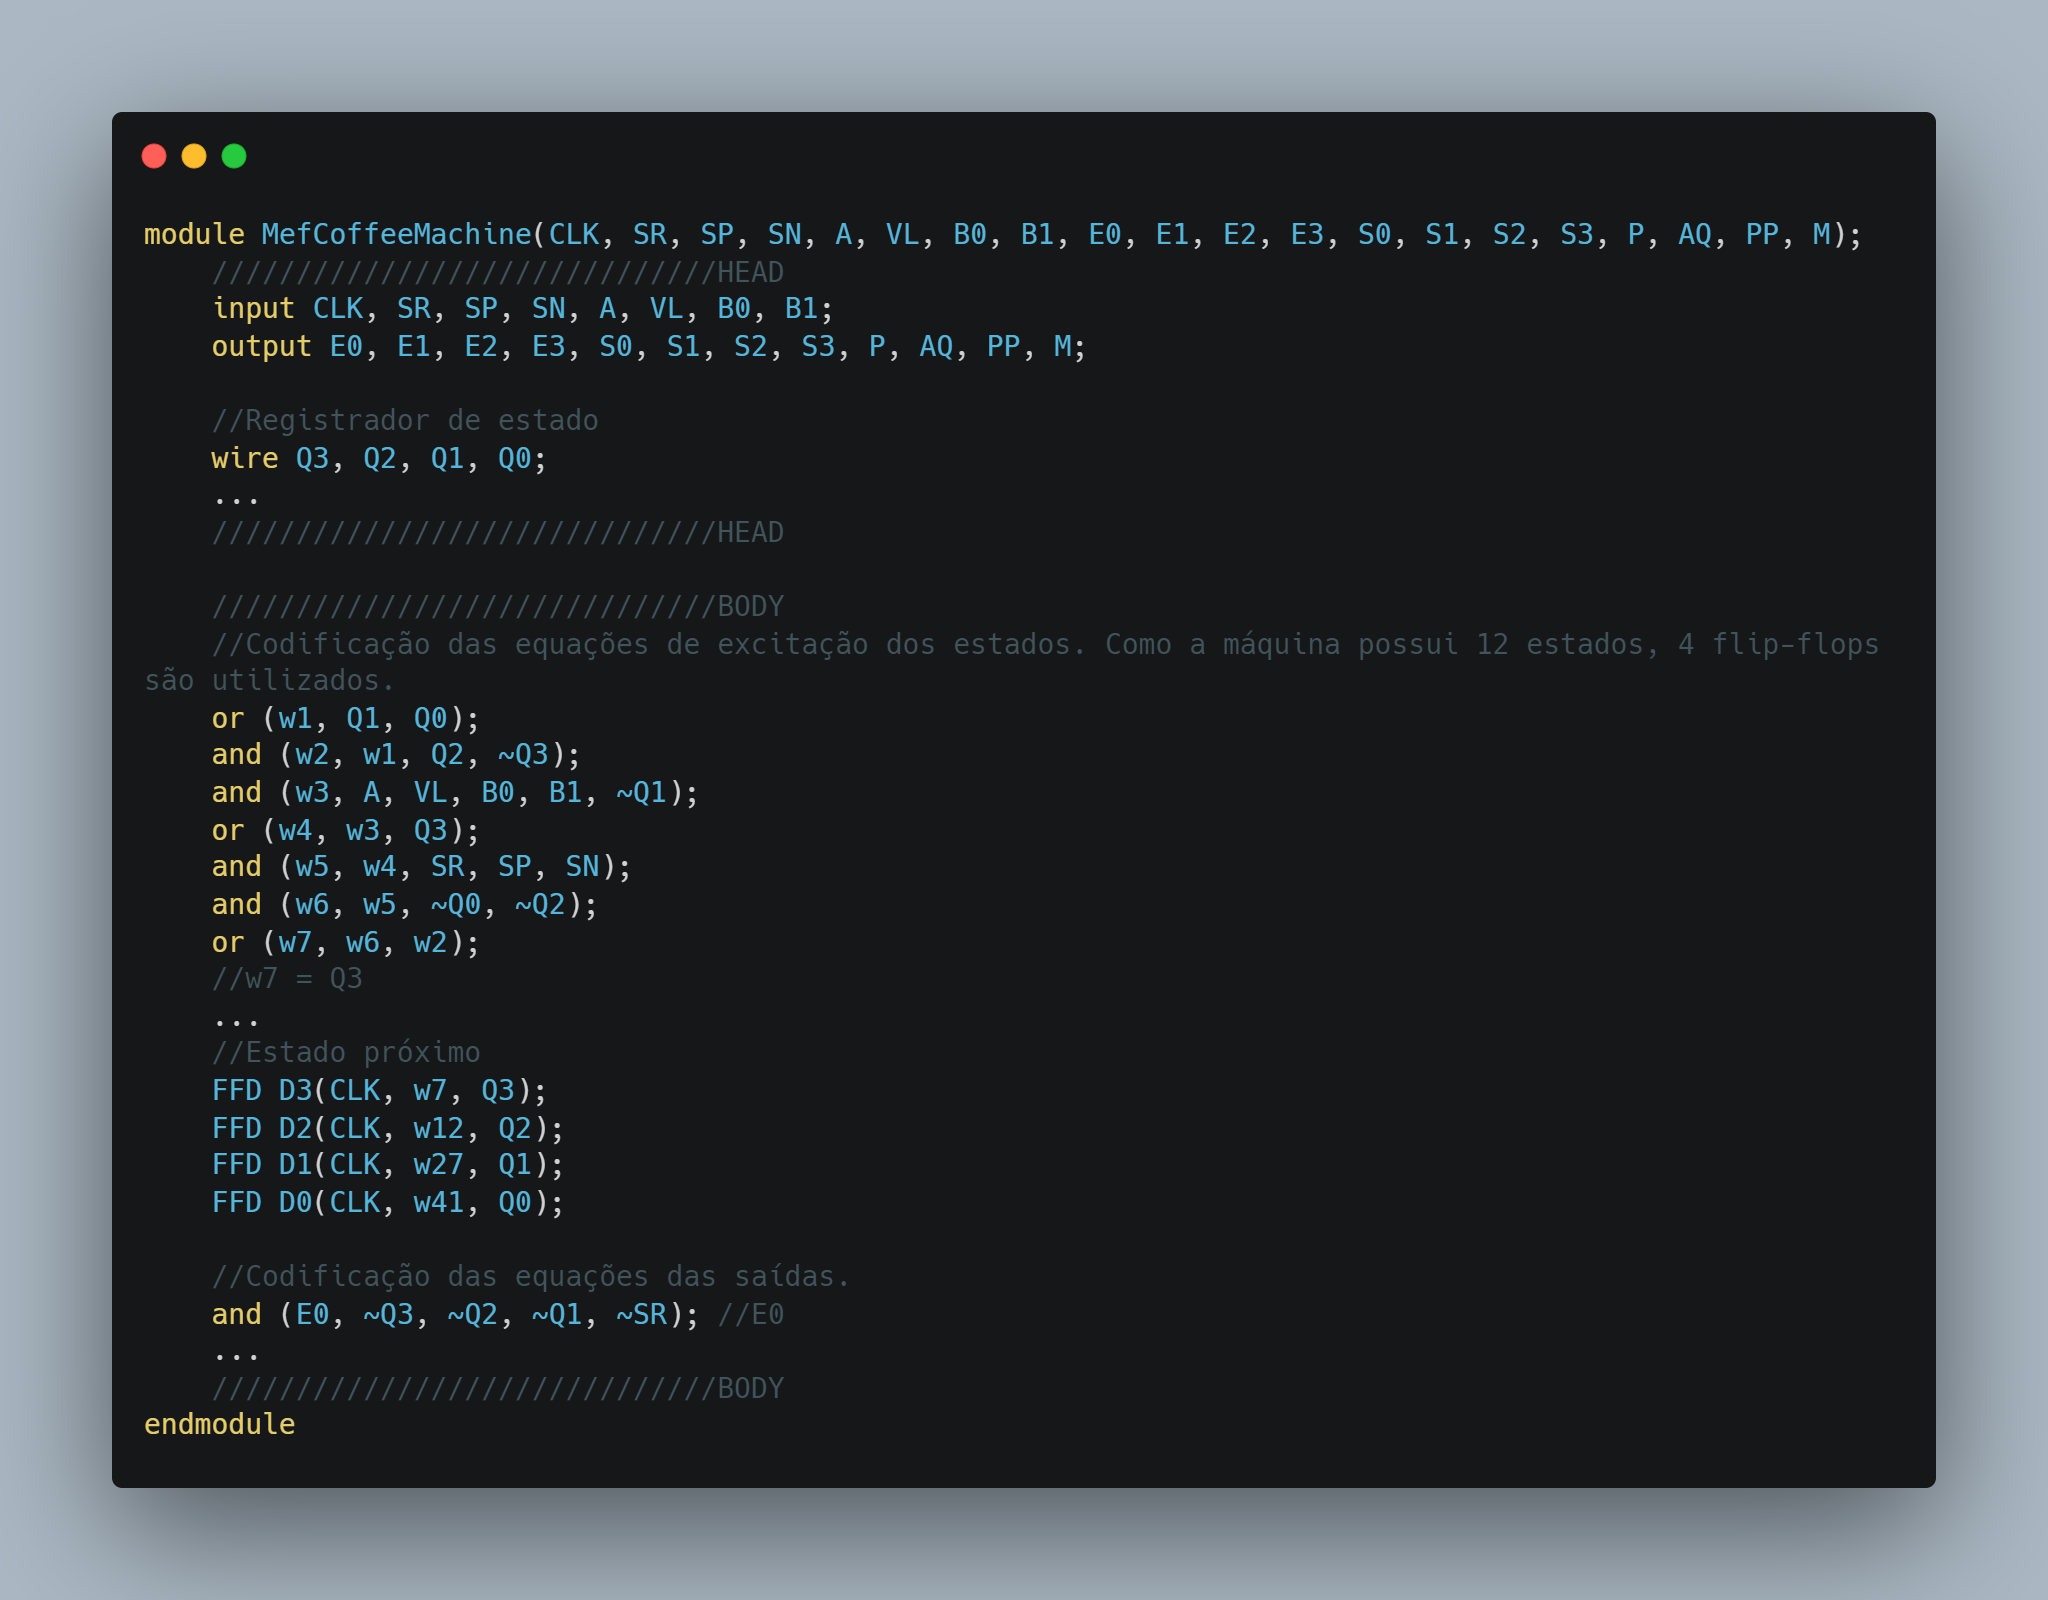 module MefCoffeeMachine(CLK, SR, SP, SN, A, VL, B0, B1, E0, E1, E2, E3, S0, S1, S2, S3, P, AQ, PP, M);
    //////////////////////////////HEAD
    input CLK, SR, SP, SN, A, VL, B0, B1;
    output E0, E1, E2, E3, S0, S1, S2, S3, P, AQ, PP, M;

    //Registrador de estado
    wire Q3, Q2, Q1, Q0;
    ...
    //////////////////////////////HEAD

    //////////////////////////////BODY
    //Codificação das equações de excitação dos estados. Como a máquina possui 12 estados, 4 flip-flops
são utilizados.
    or (w1, Q1, Q0);
    and (w2, w1, Q2, ~Q3);
    and (w3, A, VL, B0, B1, ~Q1);
    or (w4, w3, Q3);
    and (w5, w4, SR, SP, SN);
    and (w6, w5, ~Q0, ~Q2);
    or (w7, w6, w2);
    //w7 = Q3
    ...
    //Estado próximo
    FFD D3(CLK, w7, Q3);
    FFD D2(CLK, w12, Q2);
    FFD D1(CLK, w27, Q1);
    FFD D0(CLK, w41, Q0);

    //Codificação das equações das saídas.
    and (E0, ~Q3, ~Q2, ~Q1, ~SR); //E0
    ...
    //////////////////////////////BODY
endmodule